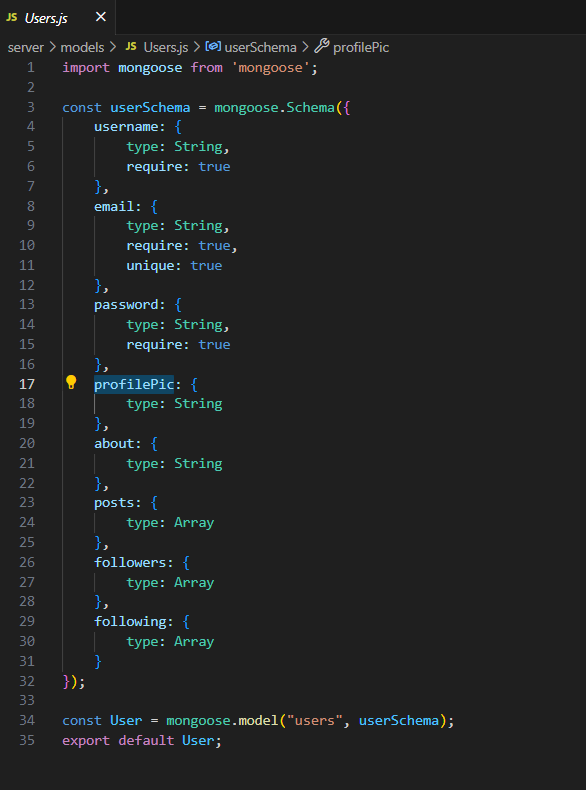 JS Users.js ×
server > models > JS Users.js > userSchema > profilePic
1 import mongoose from 'mongoose';
2
3 const userSchema = mongoose.Schema({
4     username: {
5         type: String,
6         require: true
7     },
8     email: {
9         type: String,
10         require: true,
11         unique: true
12     },
13     password: {
14         type: String,
15         require: true
16     },
17     profilePic: {
18         type: String
19     },
20     about: {
21         type: String
22     },
23     posts: {
24         type: Array
25     },
26     followers: {
27         type: Array
28     },
29     following: {
30         type: Array
31     }
32 });
33
34 const User = mongoose.model("users", userSchema);
35 export default User;